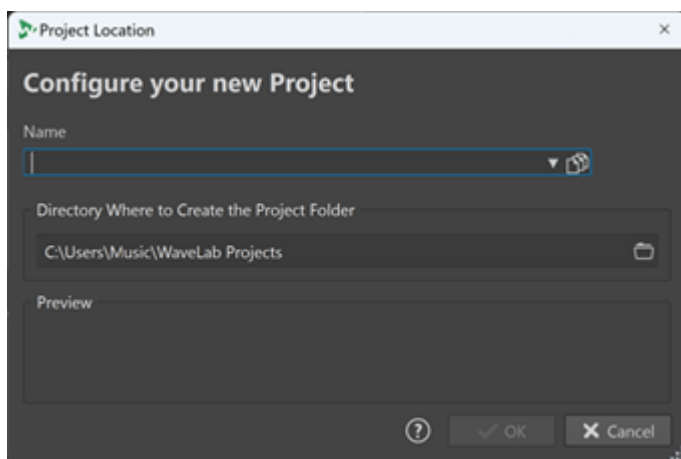 Project Location
Configure your new Project
Name
Directory Where to Create the Project Folder
C:\Users\Music\WaveLab Projects
Preview
OK
Cancel